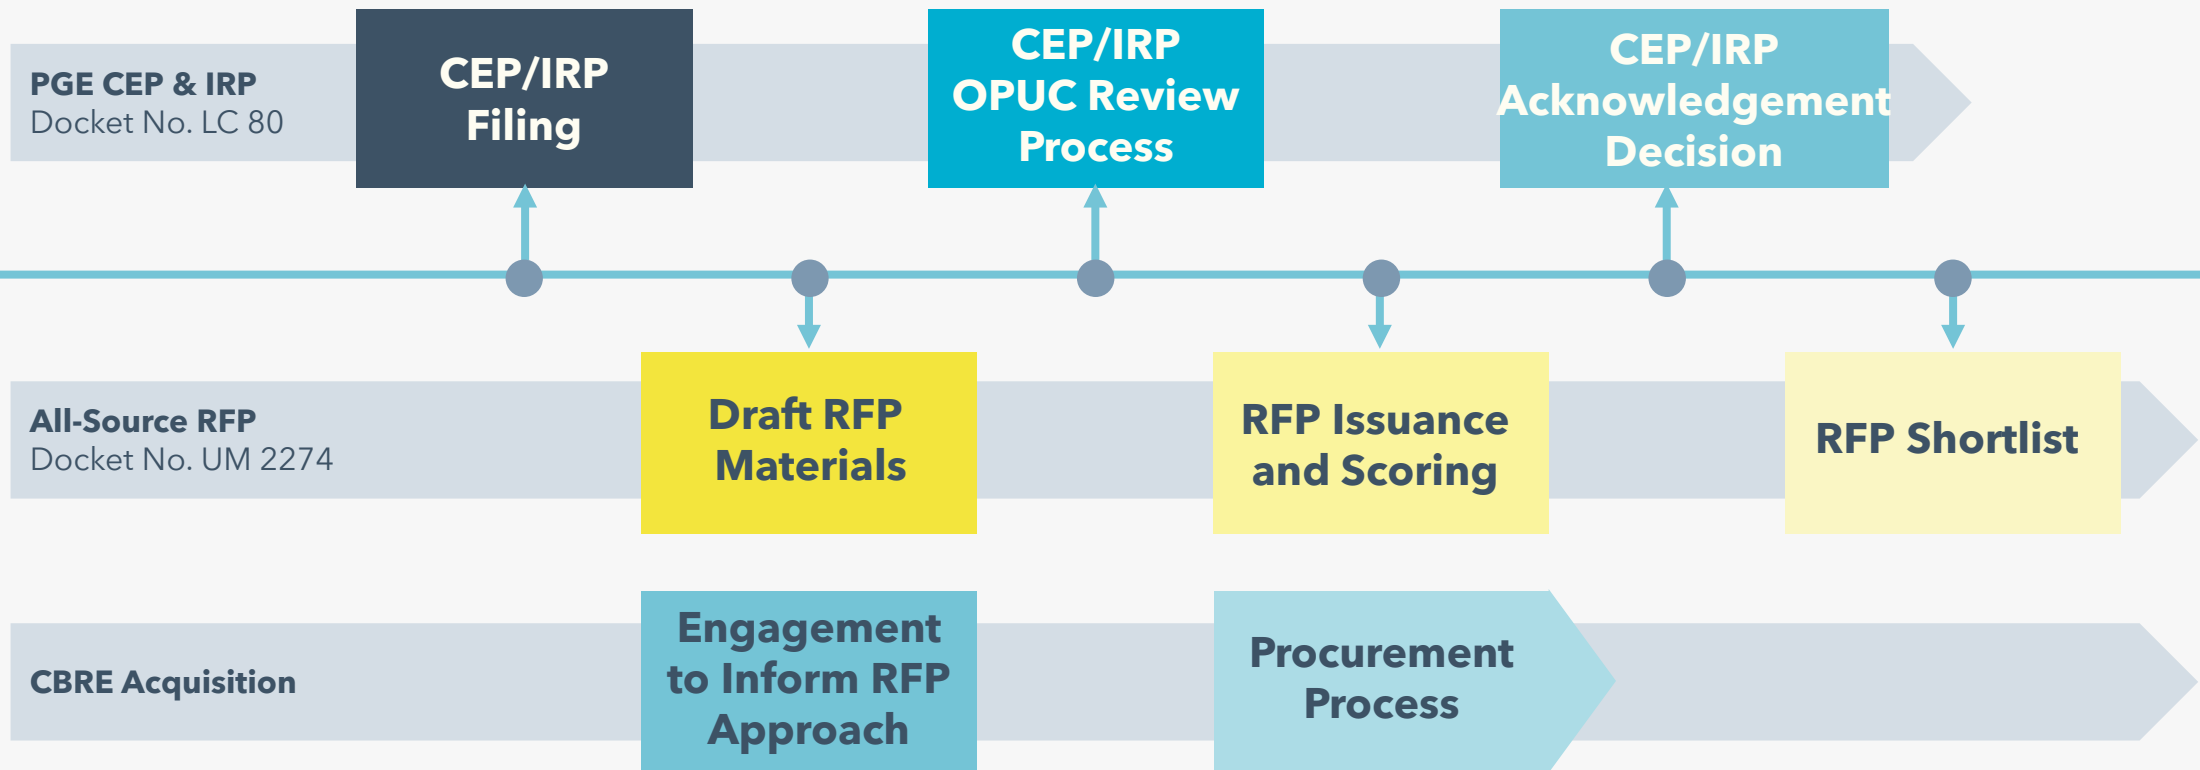 PGE CEP & IRP
Docket No. LC 80
CEP/IRP
Filing
CEP/IRP
OPUC Review
Process
CEP/IRP
Acknowledgement
Decision
All-Source RFP
Docket No. UM 2274
Draft RFP
Materials
RFP Issuance
and Scoring
RFP Shortlist
CBRE Acquisition
Engagement
to Inform RFP
Approach
Procurement
Process